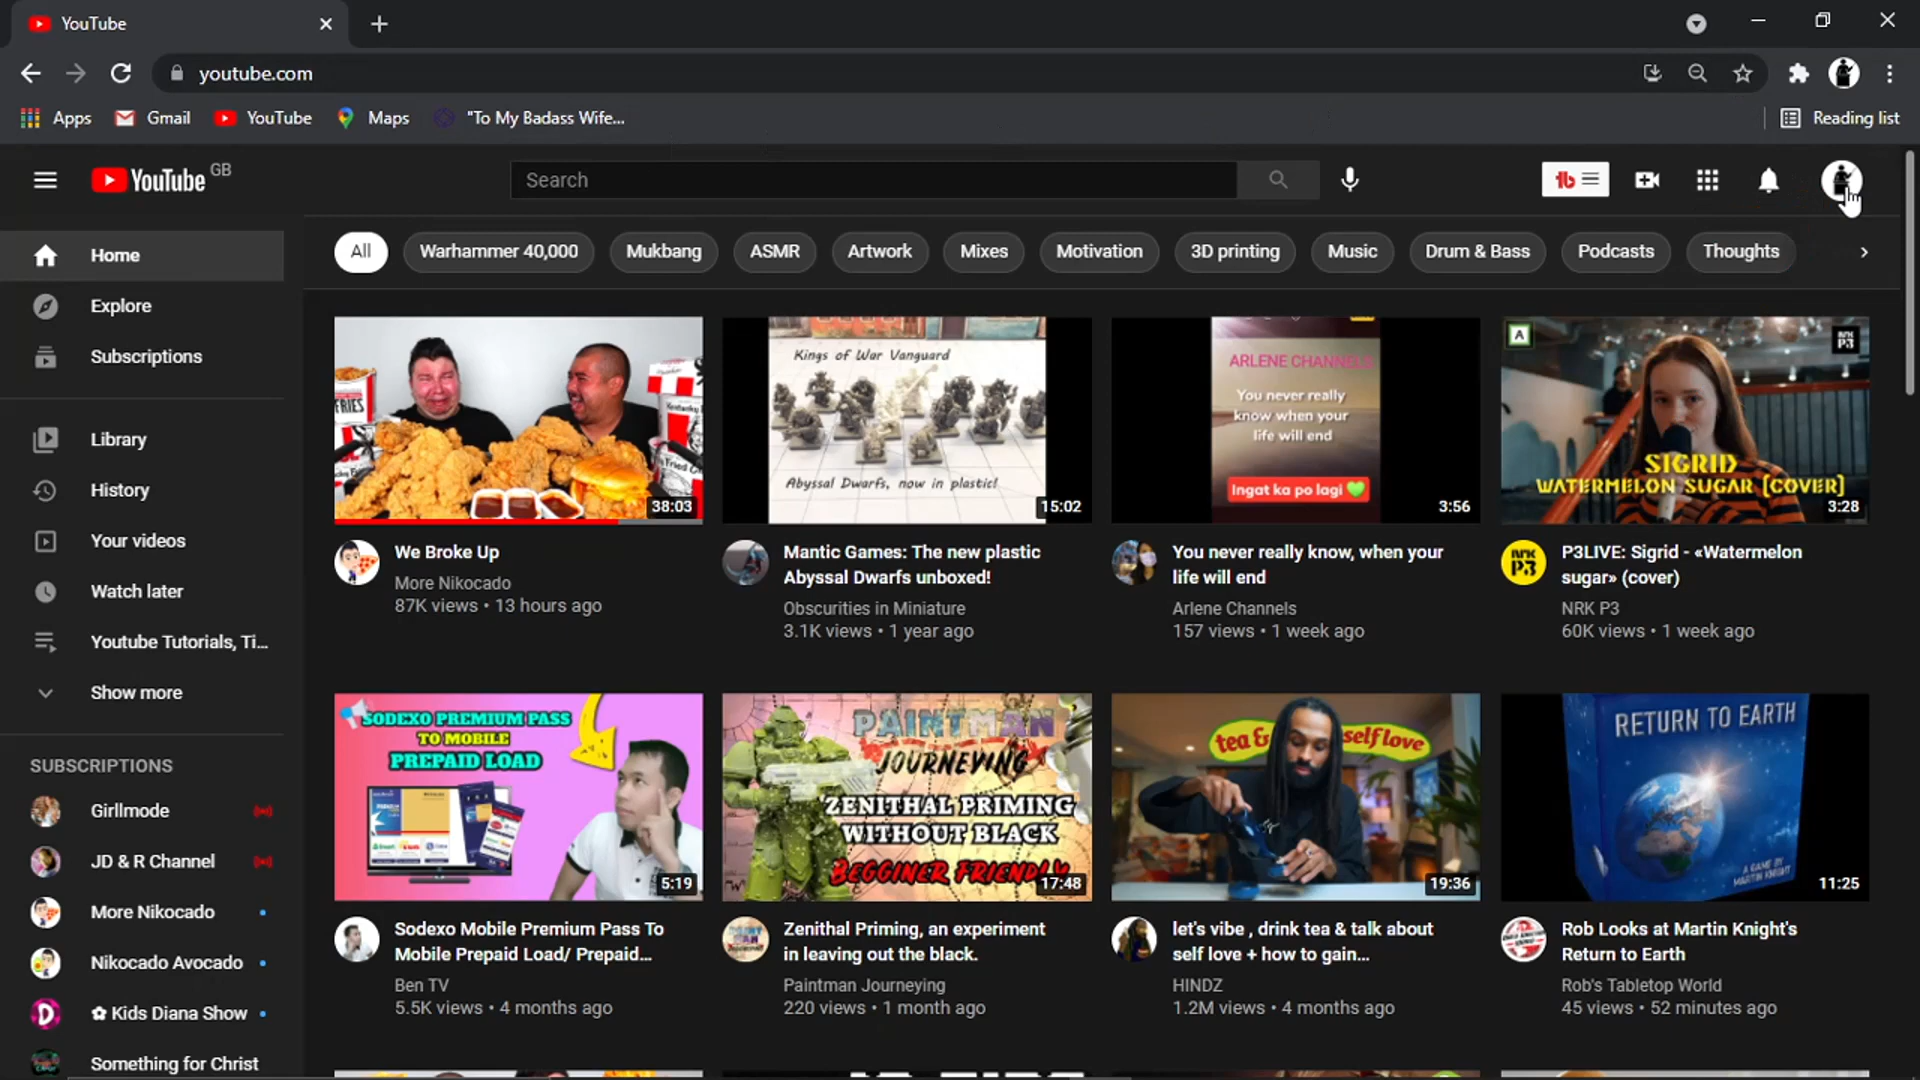 YouTube
youtube.com
Apps
Gmail
YouTube
Maps
"To My Badass Wife...
Reading list
YouTube GB
Search
Home
Explore
Subscriptions
Library
History
Your videos
Watch later
Youtube Tutorials, Ti...
Show more
SUBSCRIPTIONS
Girllmode
JD & R Channel
More Nikocado
Nikocado Avocado
✿ Kids Diana Show
Something for Christ
All
Warhammer 40,000
Mukbang
ASMR
Artwork
Mixes
Motivation
3D printing
Music
Drum & Bass
Podcasts
Thoughts
FRIES
38:03
We Broke Up
More Nikocado
87K views • 13 hours ago
Kings of War Vanguard
Abyssal Dwarfs, now in plastic!
15:02
Mantic Games: The new plastic
Abyssal Dwarfs unboxed!
Obscurities in Miniature
3.1K views • 1 year ago
ARLENE CHANNELS
You never really
know when your
life will end
Ingat ka po lagi 💚
3:56
You never really know, when your
life will end
Arlene Channels
157 views • 1 week ago
A
NRK
P3
SIGRID
WATERMELON SUGAR (COVER)
3:28
NRK
P3
P3LIVE: Sigrid - «Watermelon
sugar» (cover)
NRK P3
60K views • 1 week ago
SODEXO PREMIUM PASS
TO MOBILE
PREPAID LOAD
5:19
Sodexo Mobile Premium Pass To
Mobile Prepaid Load/ Prepaid...
Ben TV
5.5K views • 4 months ago
PAINTMAN
JOURNEYING
ZENITHAL PRIMING
WITHOUT BLACK
BEGGINER FRIENDLY
17:48
Zenithal Priming, an experiment
in leaving out the black.
Paintman Journeying
220 views • 1 month ago
tea & self love
19:36
let's vibe , drink tea & talk about
self love + how to gain...
HINDZ
1.2M views • 4 months ago
RETURN TO EARTH
A GAME BY
MARTIN KNIGHT
11:25
Rob Looks at Martin Knight's
Return to Earth
Rob's Tabletop World
45 views • 52 minutes ago